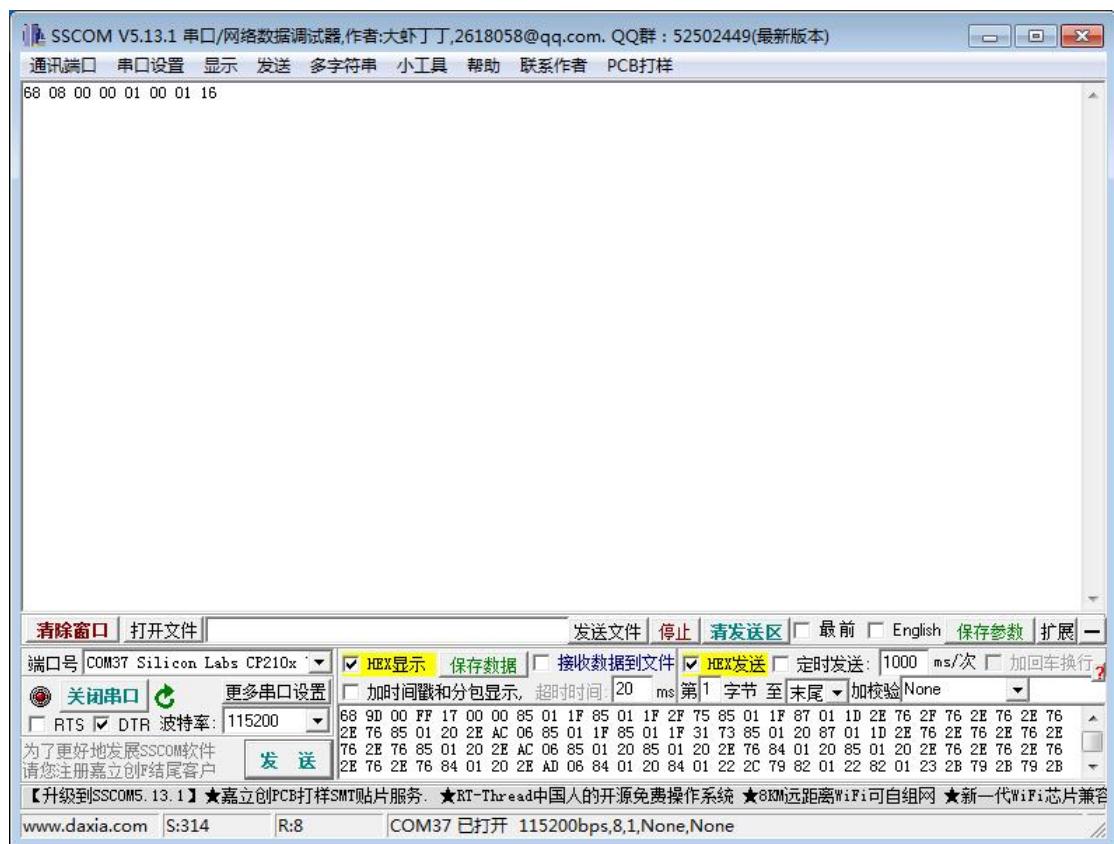 SSCOM V5.13.1 串口/网络数据调试器,作者:大虾丁丁,2618058@qq.com. QQ群：52502449(最新版本)
通讯端口 串口设置 显示 发送 多字符串 小工具 帮助 联系作者 PCB打样
68 08 00 00 01 00 01 16
清除窗口 打开文件 发送文件 停止 清发送区 最前 English 保存参数 扩展 —
端口号 COM37 Silicon Labs CP210x HEX显示 保存数据 接收数据到文件 HEX发送 定时发送: 1000 ms/次 加回车换行
关闭串口 更多串口设置 加时间戳和分包显示, 超时时间: 20 ms 第 1 字节 至 末尾 加校验 None
RTS DTR 波特率: 115200
为了更好地发展SSCOM软件
请您注册嘉立创F结尾客户
发 送
68 9D 00 FF 17 00 00 85 01 1F 85 01 1F 2F 75 85 01 1F 87 01 1D 2E 76 2F 76 2E 76 2E 76
2E 76 85 01 20 2E AC 06 85 01 1F 85 01 1F 31 73 85 01 20 87 01 1D 2E 76 2E 76 2E 76 2E
76 2E 76 85 01 20 2E AC 06 85 01 20 85 01 20 2E 76 84 01 20 85 01 20 2E 76 2E 76 2E 76
2E 76 2E 76 84 01 20 2E AD 06 84 01 20 84 01 22 2C 79 82 01 22 82 01 23 2B 79 2B 79 2B
【升级到SSCOM5.13.1】★嘉立创PCB打样SMT贴片服务. ★RT-Thread中国人的开源免费操作系统 ★8KM远距离WiFi可自组网 ★新一代WiFi芯片兼容
www.daxia.com S:314 R:8 COM37 已打开 115200bps,8,1,None,None